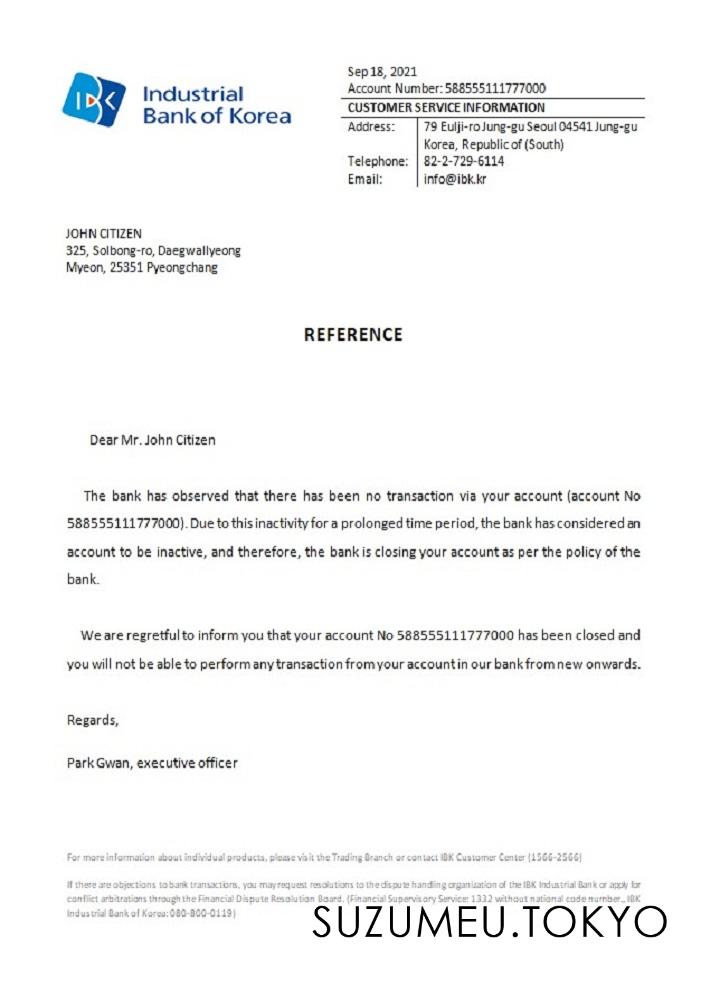 IBK
Industrial
Bank of Korea
Sep 18, 2021
Account Number: 588555111777000
CUSTOMER SERVICE INFORMATION
Address: 79 Eulji-ro Jung-gu Seoul 04541 Jung-gu
Korea, Republic of (South)
Telephone: 82-2-729-6114
Email: info@ibk.kr
JOHN CITIZEN
325, Solbong-ro, Daegwallyeong
Myeon, 25351 Pyeongchang
REFERENCE
Dear Mr. John Citizen
The bank has observed that there has been no transaction via your account (account No
588555111777000). Due to this inactivity for a prolonged time period, the bank has considered an
account to be inactive, and therefore, the bank is closing your account as per the policy of the
bank.
We are regretful to inform you that your account No 588555111777000 has been closed and
you will not be able to perform any transaction from your account in our bank from new onwards.
Regards,
Park Gwan, executive officer
For more information about individual products, please visit the Trading Branch or contact IBK Customer Center (1566-2566)
If there are objections to bank transactions, you may request resolutions to the dispute handling organization of the IBK Industrial Bank or apply for
conflict arbitrations through the Financial Dispute Resolution Board. (Financial Supervisory Service: 1332 without national code number., IBK
Industrial Bank of Korea: 080-800-0119)
SUZUMEU.TOKYO